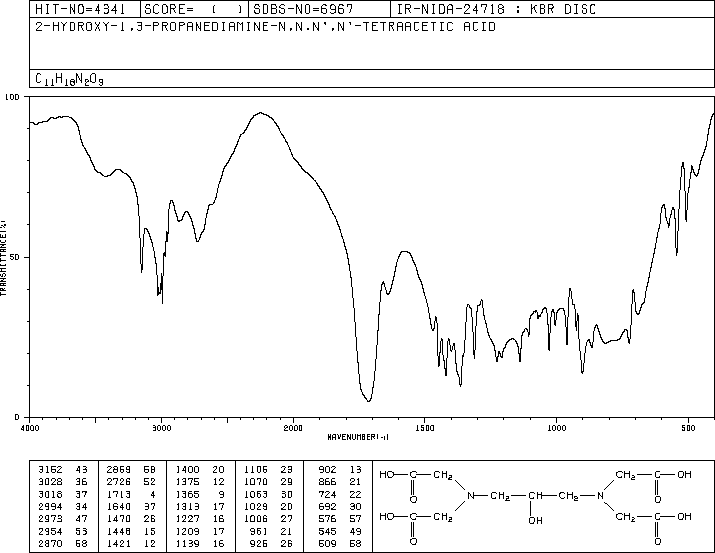 HIT-NO=4341 SCORE= ( ) SDBS-NO=6967 IR-NIDA-24718 : KBR DISC
2-HYDROXY-1,3-PROPANEDIAMINE-N,N,N',N'-TETRAACETIC ACID
C11H18N2O9
100
50
0
TRANSMITTANCE(%)
4000 3000 2000 1500 1000 500
WAVENUMBER(-1)
3162 43 2869 60 1400 20 1106 23 902 13
3028 36 2726 52 1375 12 1070 29 866 21
3018 37 1713 4 1365 9 1063 30 724 22
2994 34 1640 37 1313 17 1029 20 692 30
2973 47 1470 26 1227 16 1006 27 576 57
2954 53 1448 15 1209 17 961 21 545 49
2870 58 1421 12 1139 16 926 26 509 58
HO C CH2 CH2 C OH
O O
N CH2 CH CH2 N
HO C CH2 OH CH2 C OH
O O